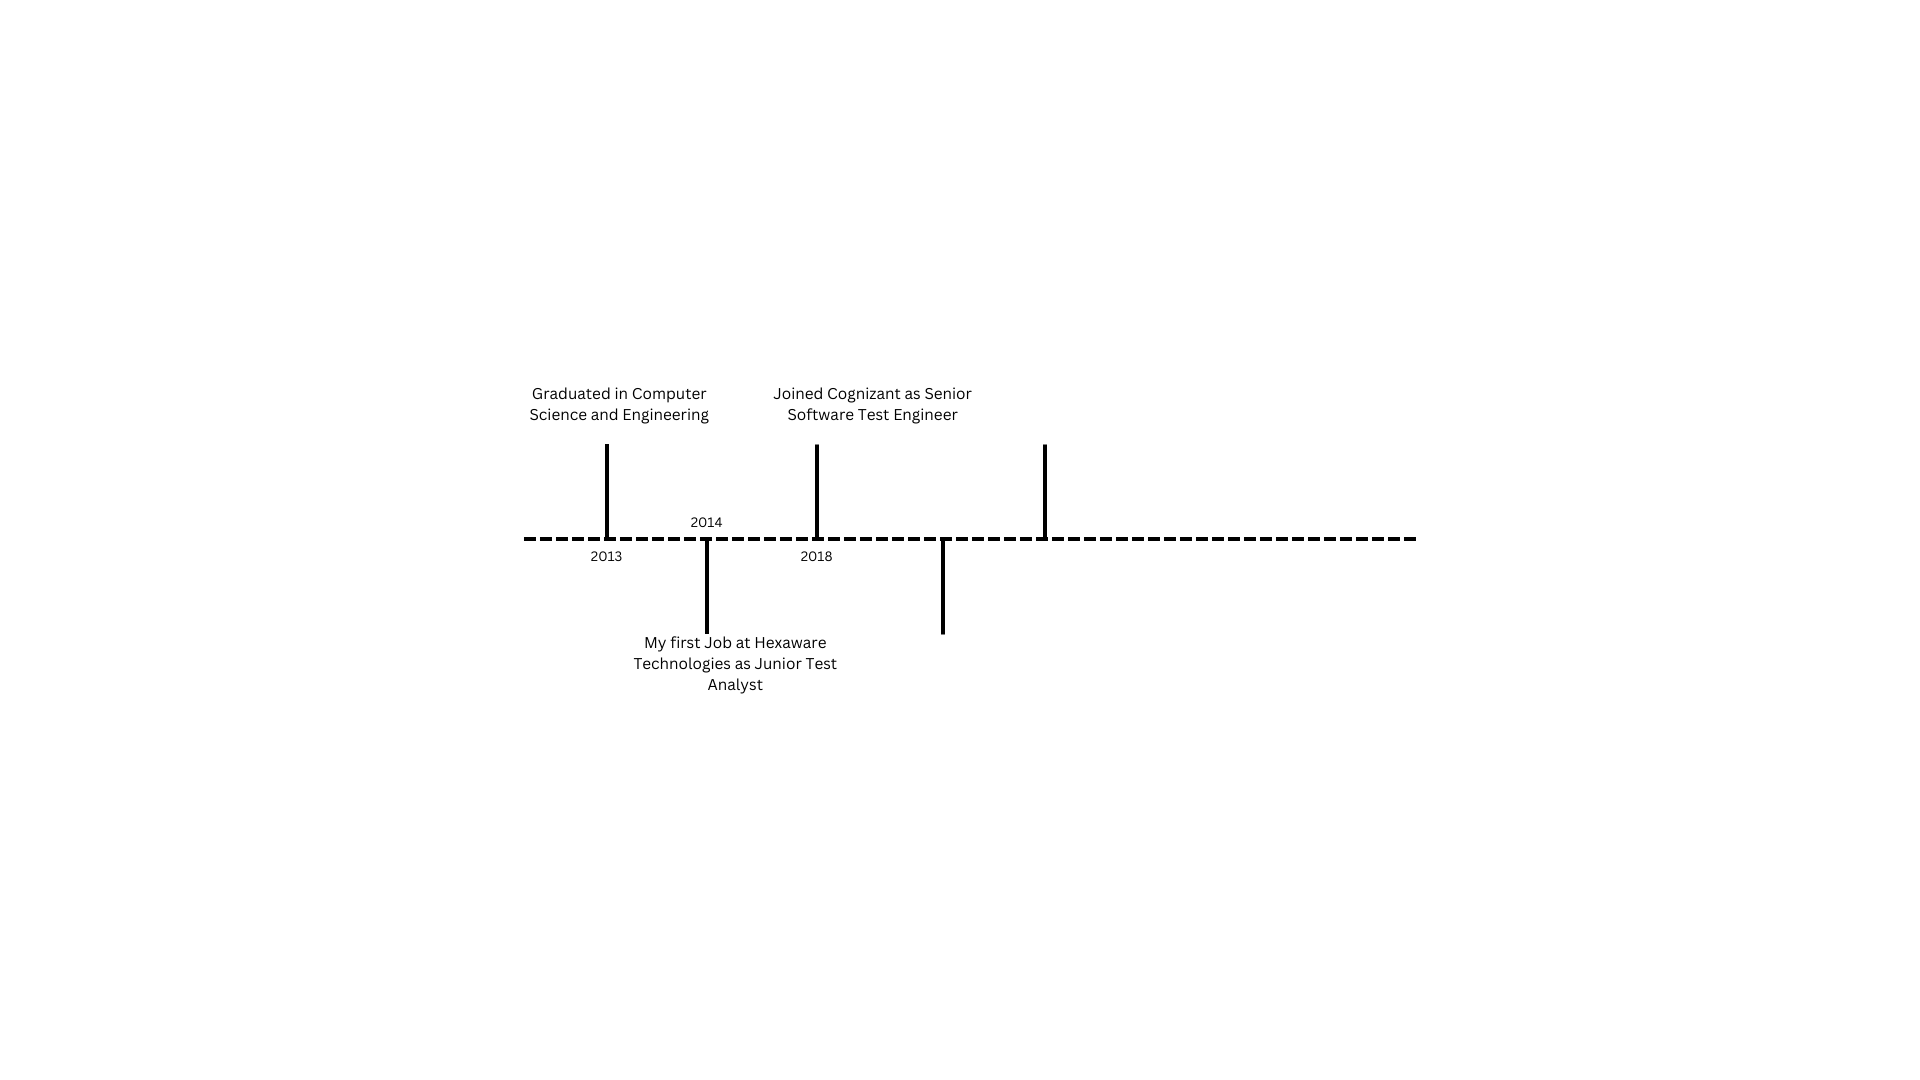 Graduated in Computer
Science and Engineering
Joined Cognizant as Senior
Software Test Engineer
2014
2013
2018
My first Job at Hexaware
Technologies as Junior Test
Analyst